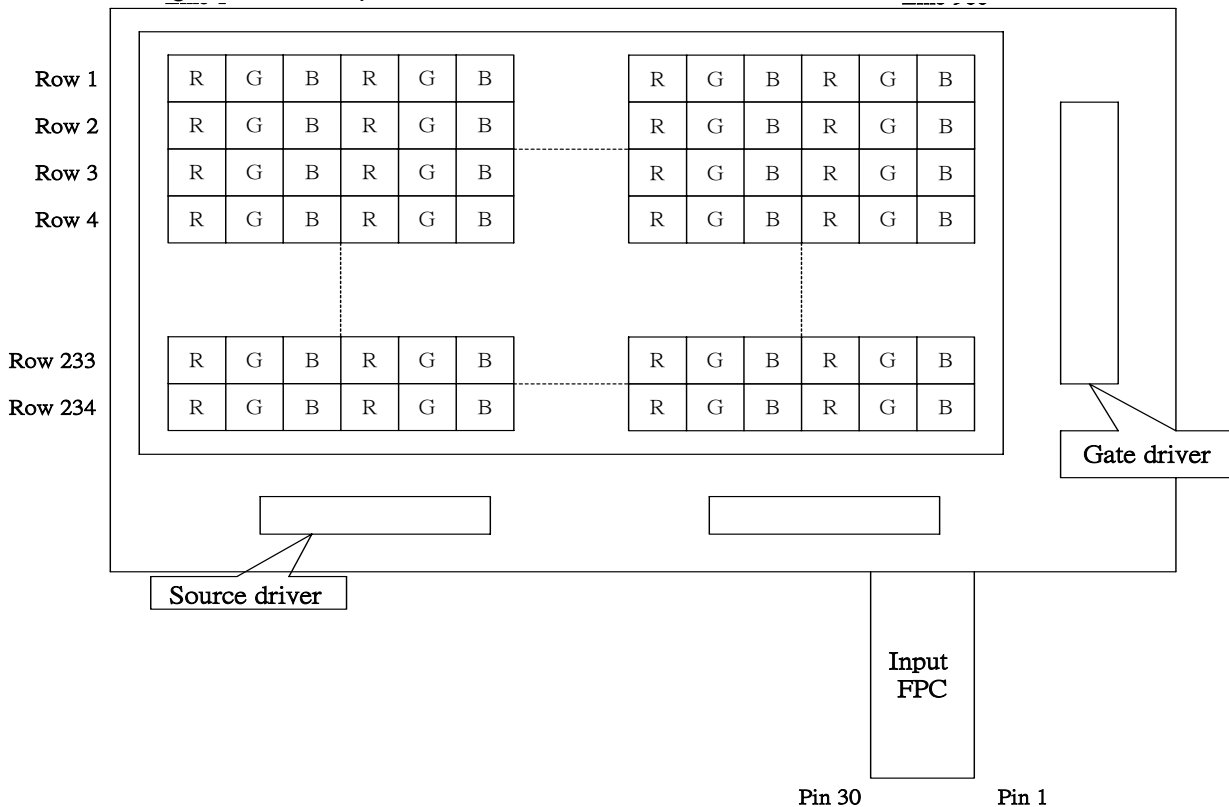 Row 1 R G B R G B R G B R G B
Row 2 R G B R G B R G B R G B
Row 3 R G B R G B R G B R G B
Row 4 R G B R G B R G B R G B
Row 233 R G B R G B R G B R G B
Row 234 R G B R G B R G B R G B
Gate driver
Source driver
Input
FPC
Pin 30 Pin 1